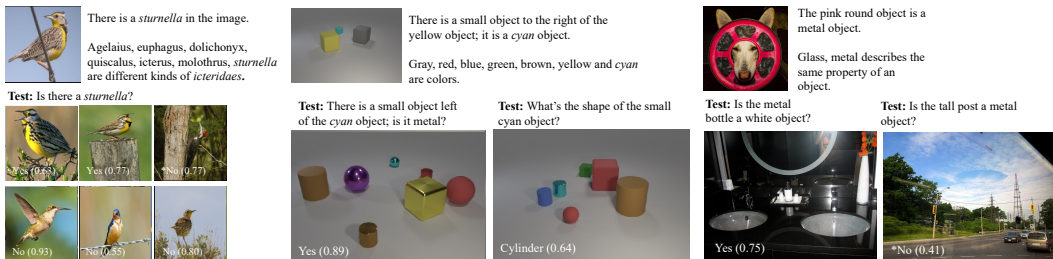 There is a sturnella in the image.
Agelaius, euphagus, dolichonyx,
quiscalus, icterus, molothrus, sturnella
are different kinds of icteridaes.
Test: Is there a sturnella?
*Yes (0.63)
Yes (0.77)
*No (0.77)
No (0.93)
No (0.55)
No (0.80)
There is a small object to the right of the
yellow object; it is a cyan object.
Gray, red, blue, green, brown, yellow and cyan
are colors.
Test: There is a small object left
of the cyan object; is it metal?
Yes (0.89)
Test: What's the shape of the small
cyan object?
Cylinder (0.64)
The pink round object is a
metal object.
Glass, metal describes the
same property of an
object.
Test: Is the metal
bottle a white object?
Yes (0.75)
Test: Is the tall post a metal
object?
*No (0.41)